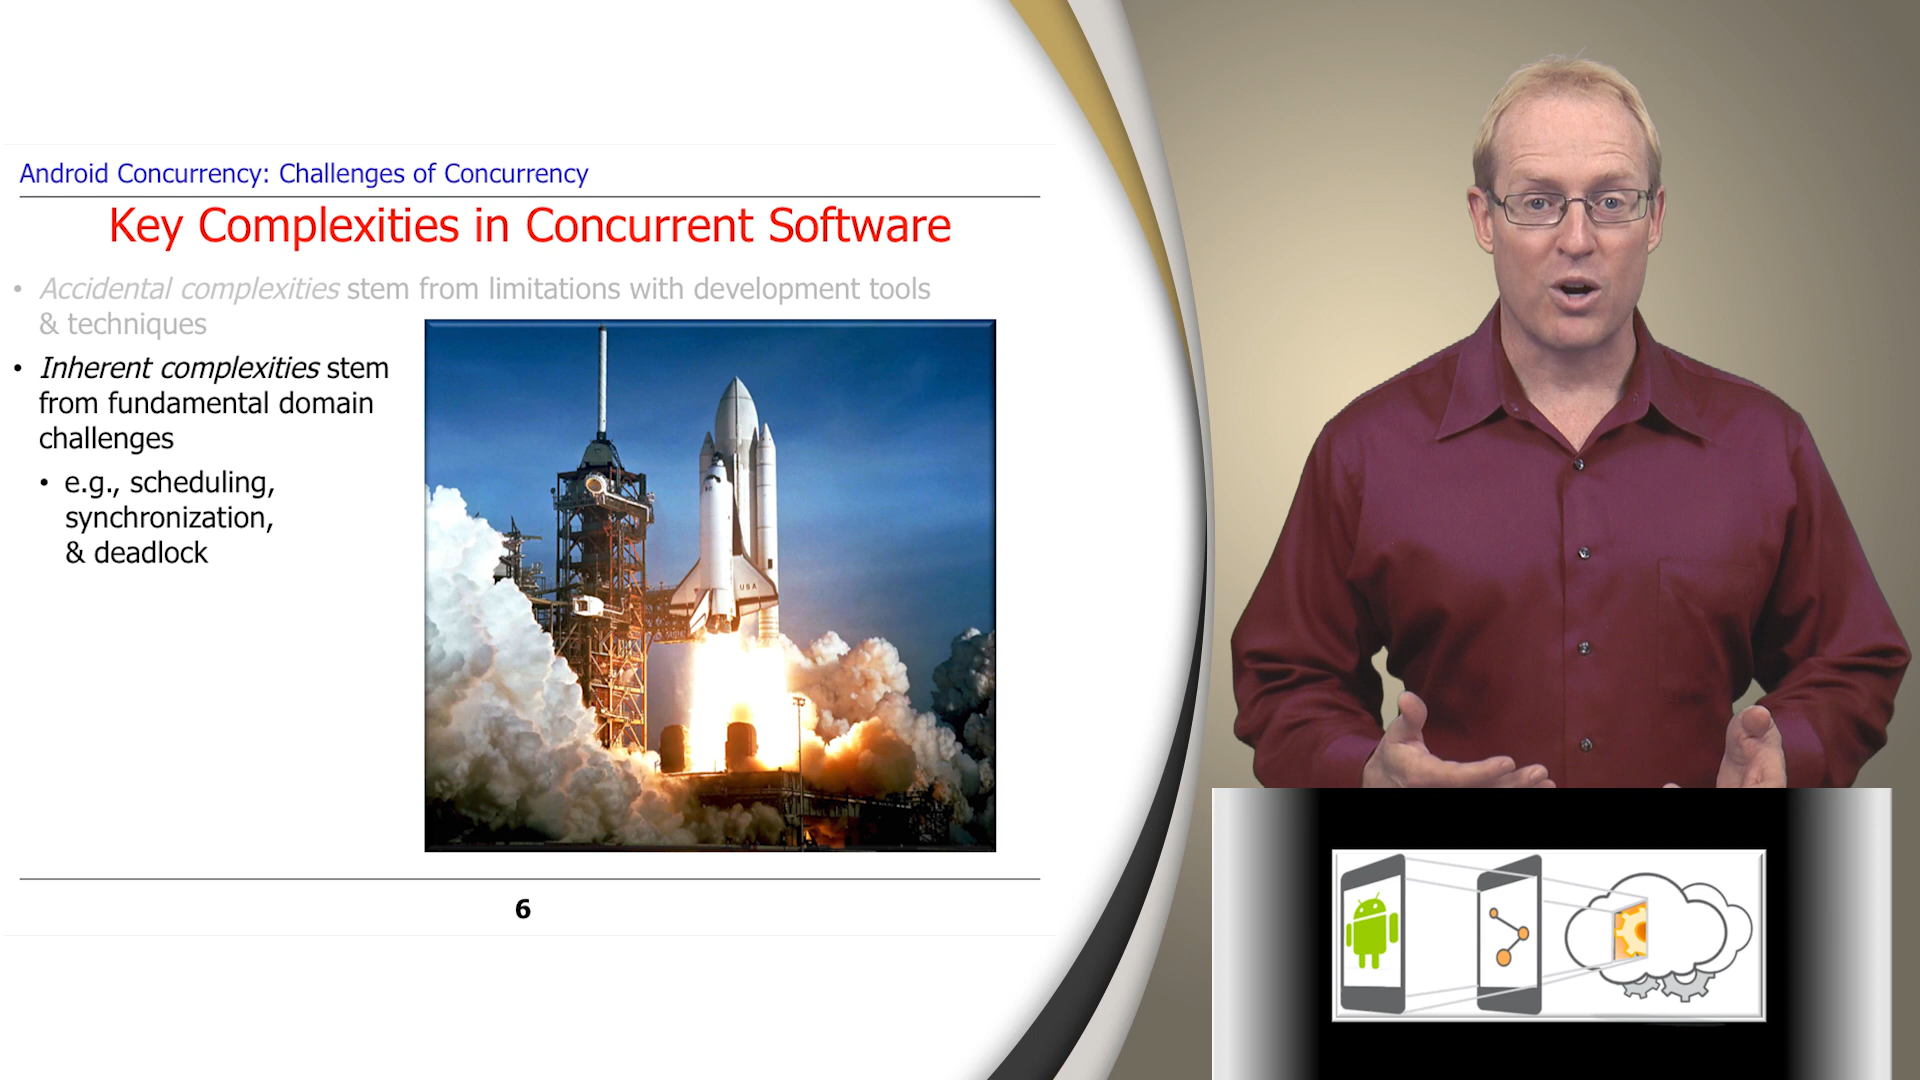 Android Concurrency: Challenges of Concurrency
Key Complexities in Concurrent Software
• Accidental complexities stem from limitations with development tools
& techniques
• Inherent complexities stem
from fundamental domain
challenges
• e.g., scheduling,
synchronization,
& deadlock
USA
6